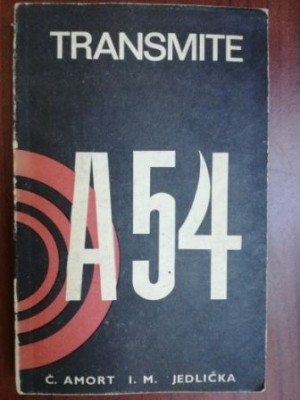 TRANSMITE
A 54
Č. AMORT I. M. JEDLIČKA